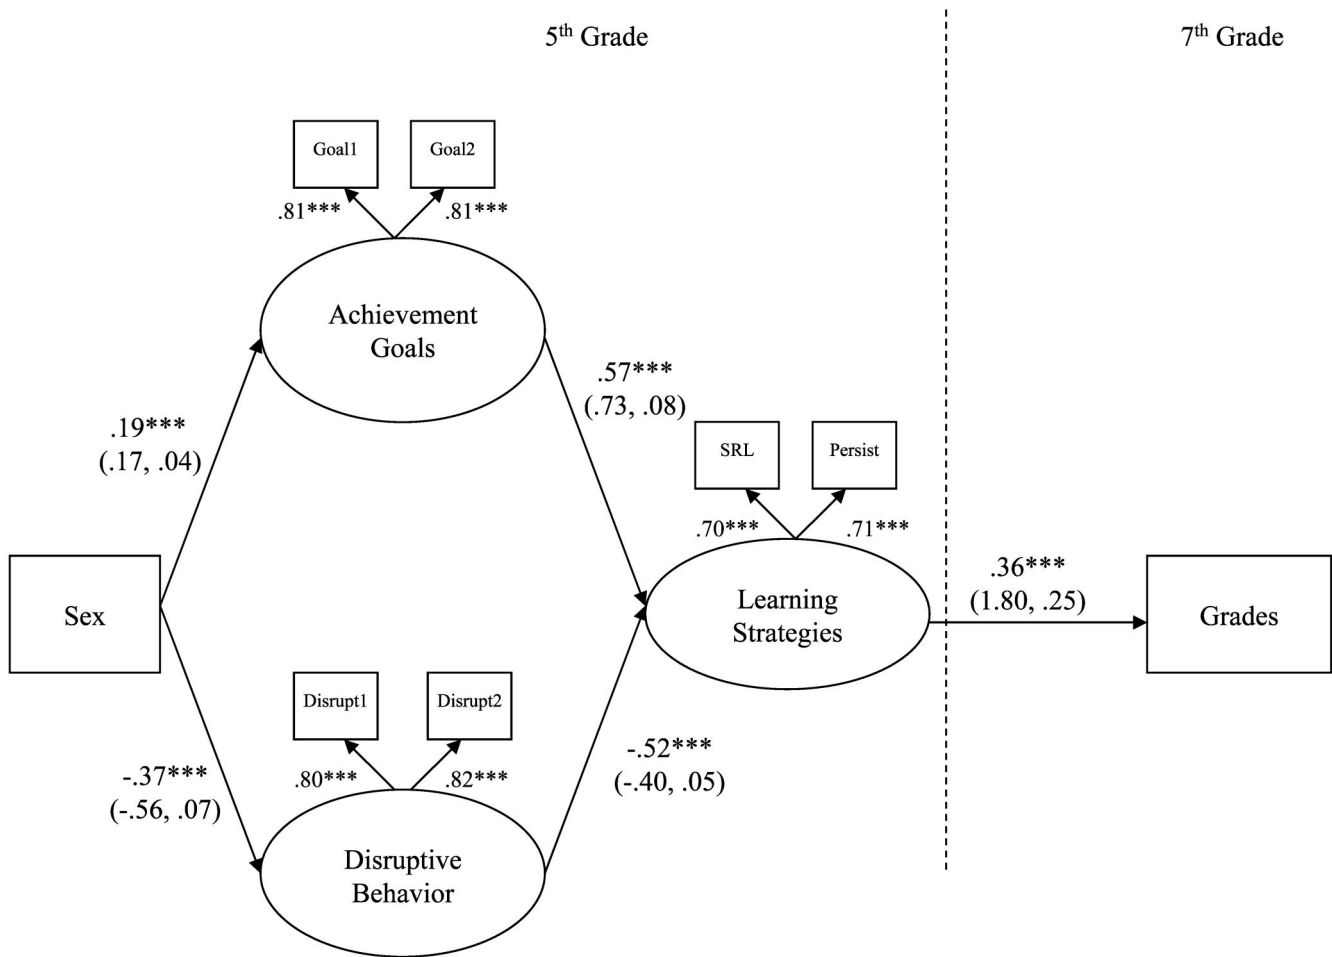 5th Grade
7th Grade
Goal1
Goal2
.81***
.81***
Achievement
Goals
.57***
(.73, .08)
.19***
(.17, .04)
SRL
Persist
.70***
.71***
Sex
Learning
Strategies
.36***
(1.80, .25)
Grades
Disrupt1
Disrupt2
.80***
.82***
-.37***
(-.56, .07)
-.52***
(-.40, .05)
Disruptive
Behavior